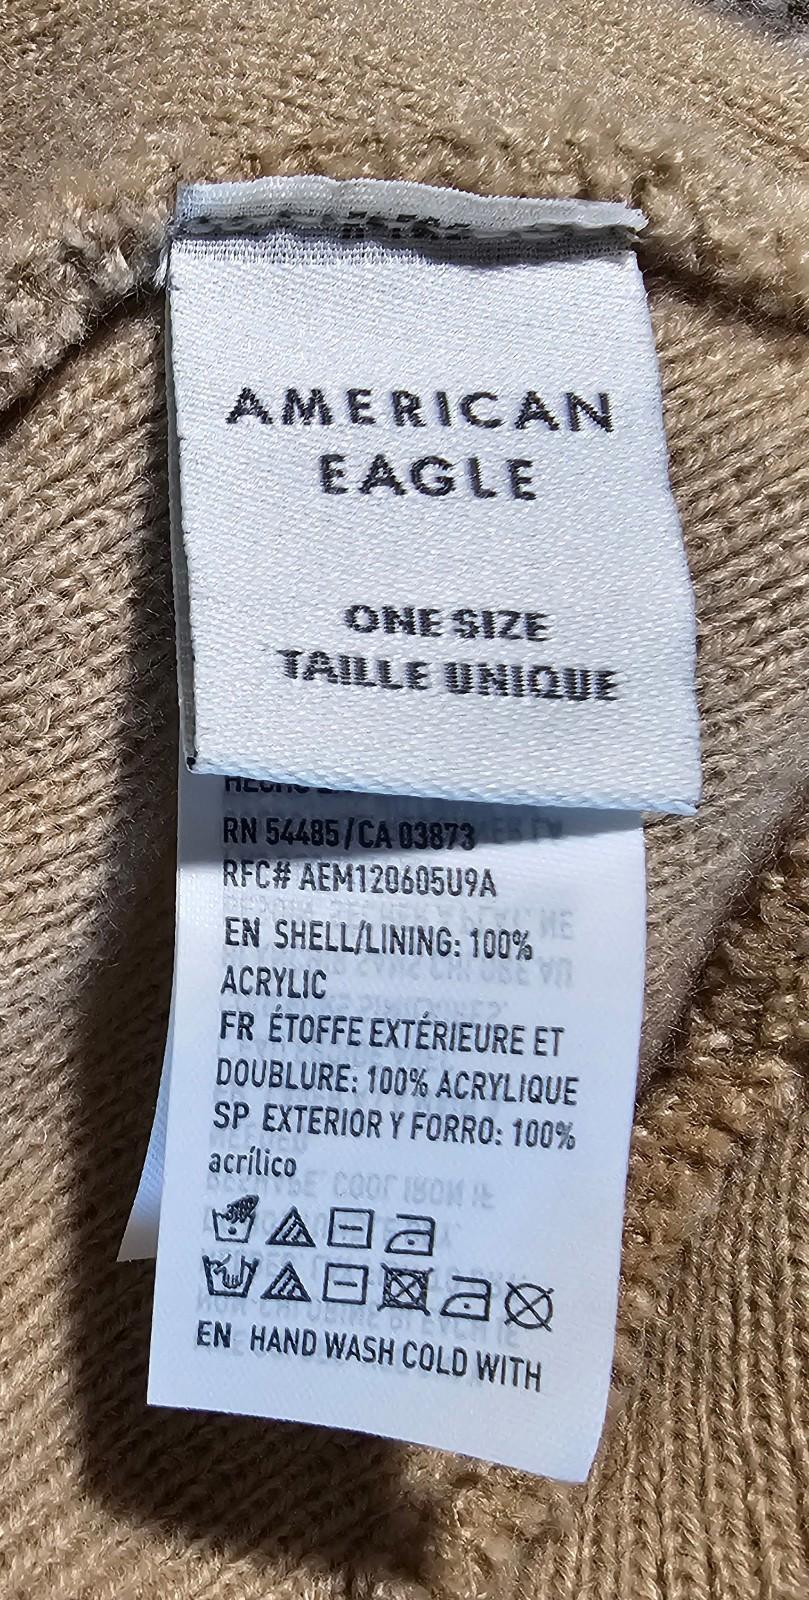 AMERICAN
EAGLE
ONE SIZE
TAILLE UNIQUE
RN 54485/CA 03873
RFC# AEM120605U9A
EN SHELL/LINING: 100%
ACRYLIC
FR ÉTOFFE EXTÉRIEURE ET
DOUBLURE: 100% ACRYLIQUE
SP EXTERIOR Y FORRO: 100%
acrílico
EN HAND WASH COLD WITH